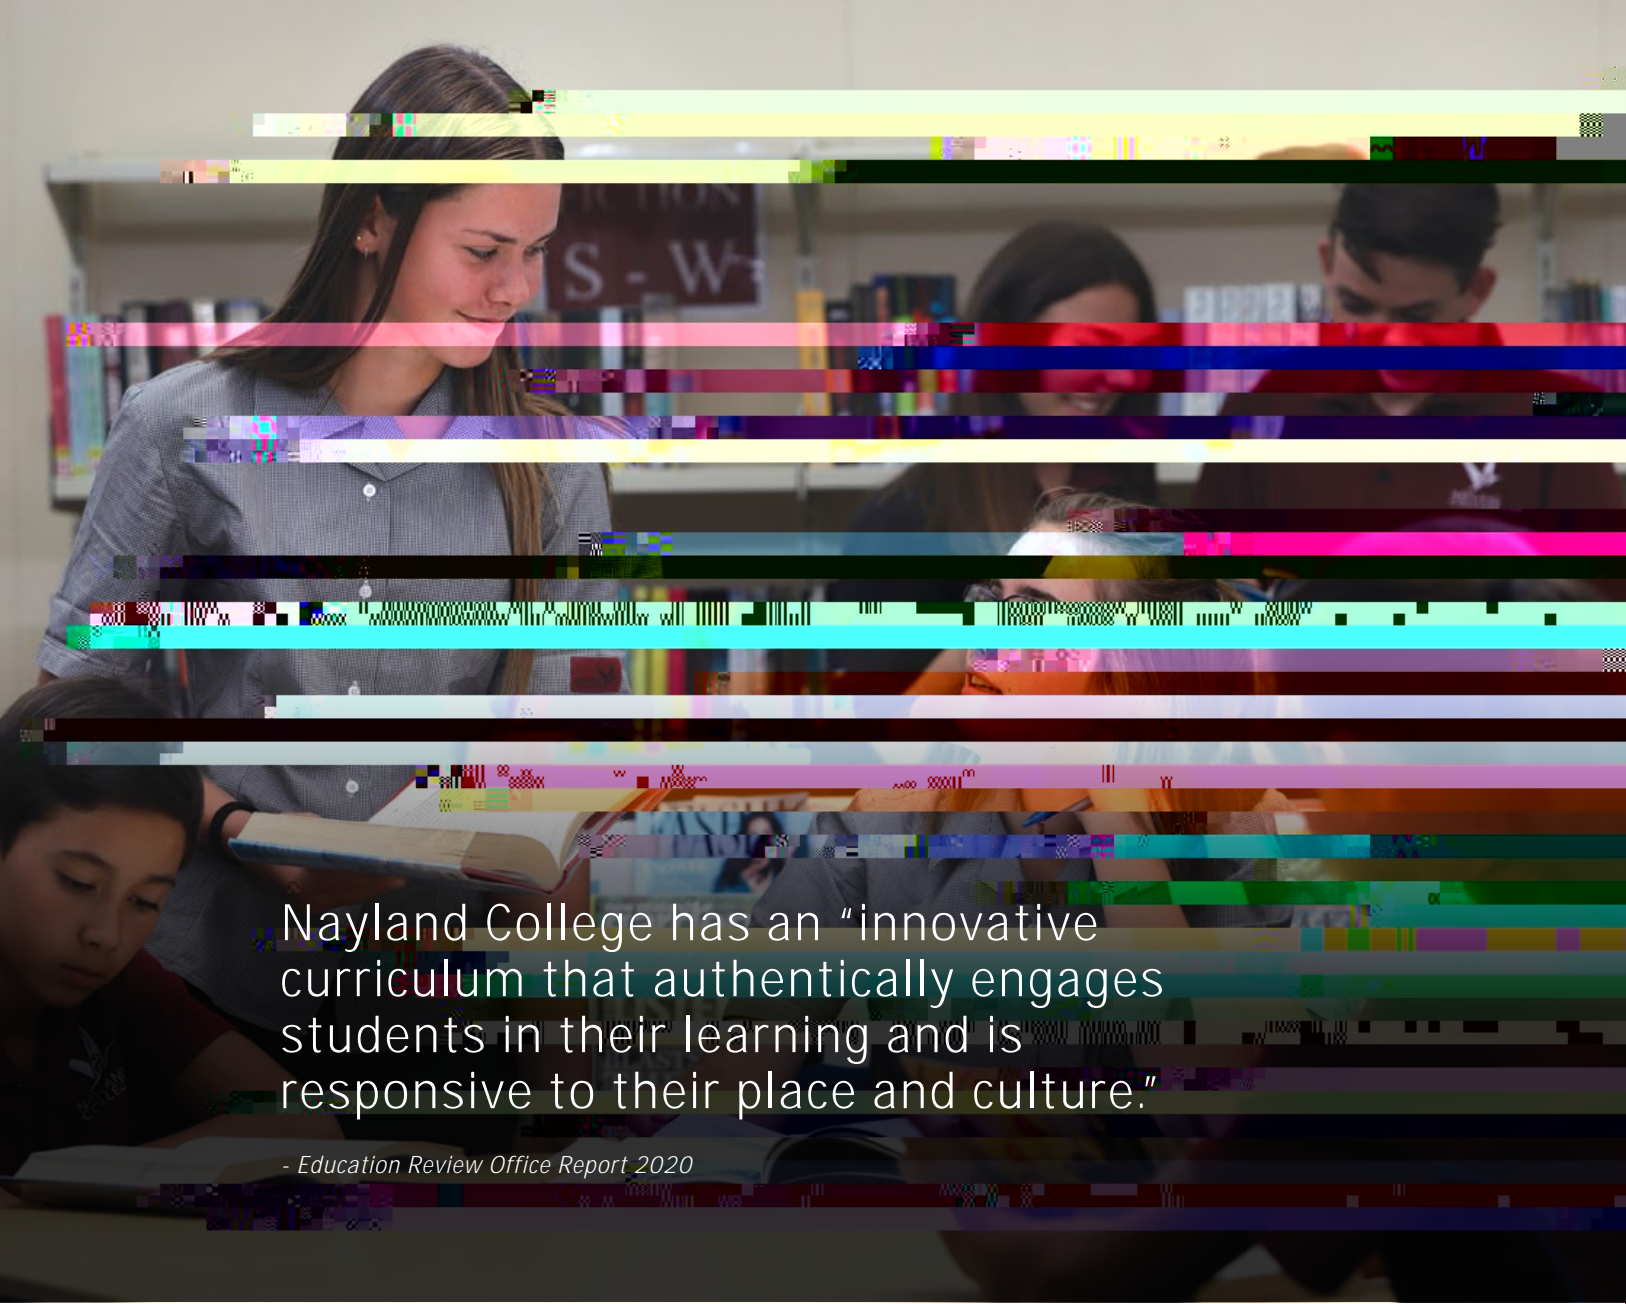 FICTION
S - W
Nayland College has an “innovative
curriculum that authentically engages
students in their learning and is
responsive to their place and culture.”
- Education Review Office Report 2020